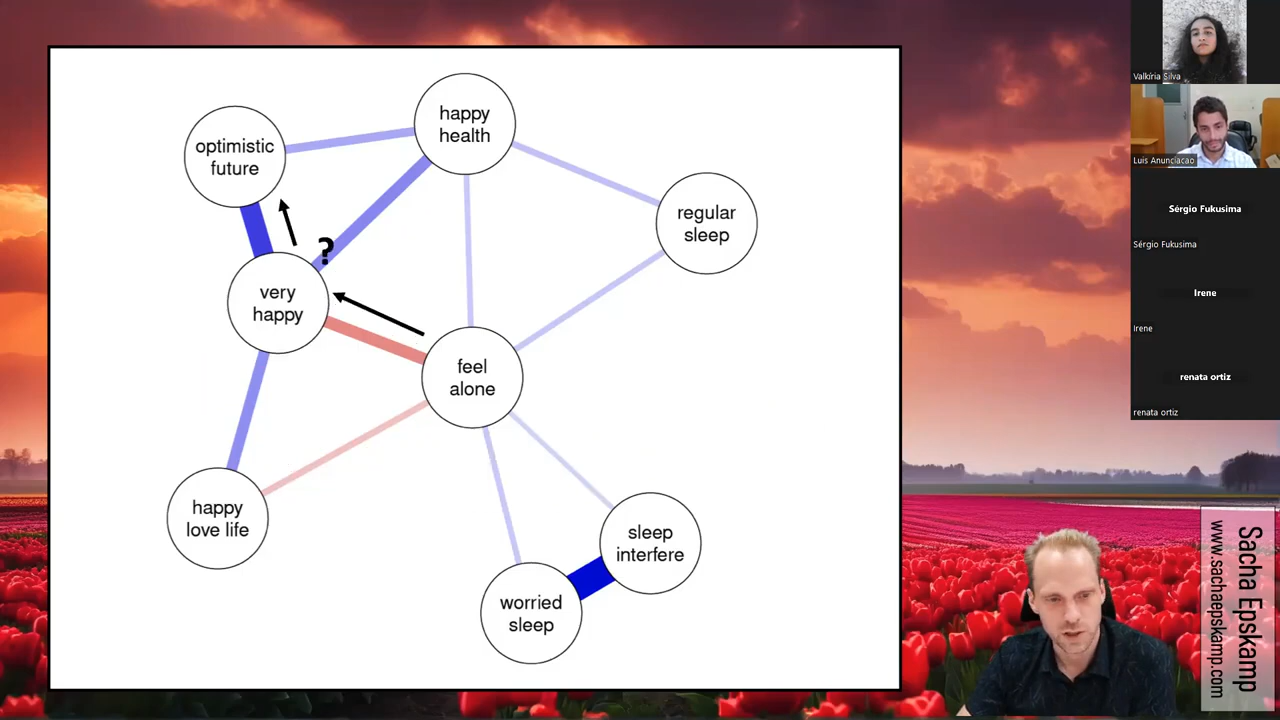 optimistic
future
happy
health
regular
sleep
?
very
happy
feel
alone
happy
love life
sleep
interfere
worried
sleep
Valkíria Silva
Luis Anunciacao
Sérgio Fukusima
Sérgio Fukusima
Irene
Irene
renata ortiz
renata ortiz
Sacha Epskamp
www.sachaepskamp.com